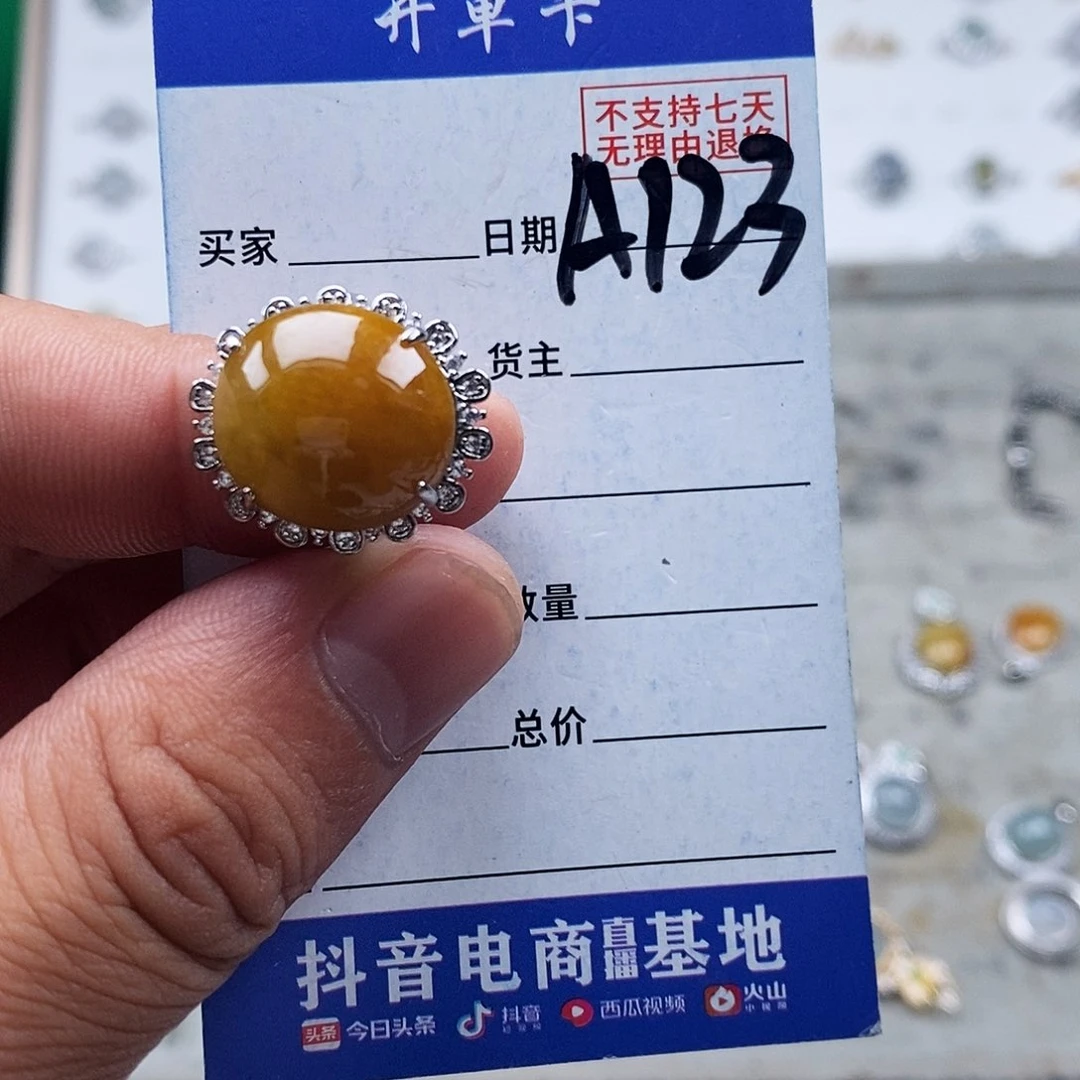 开单卡
不支持七天
无理由退换
A123
买家 日期
货主
数量
总价
抖音电商直播基地
头条 今日头条 抖音 西瓜视频 火山